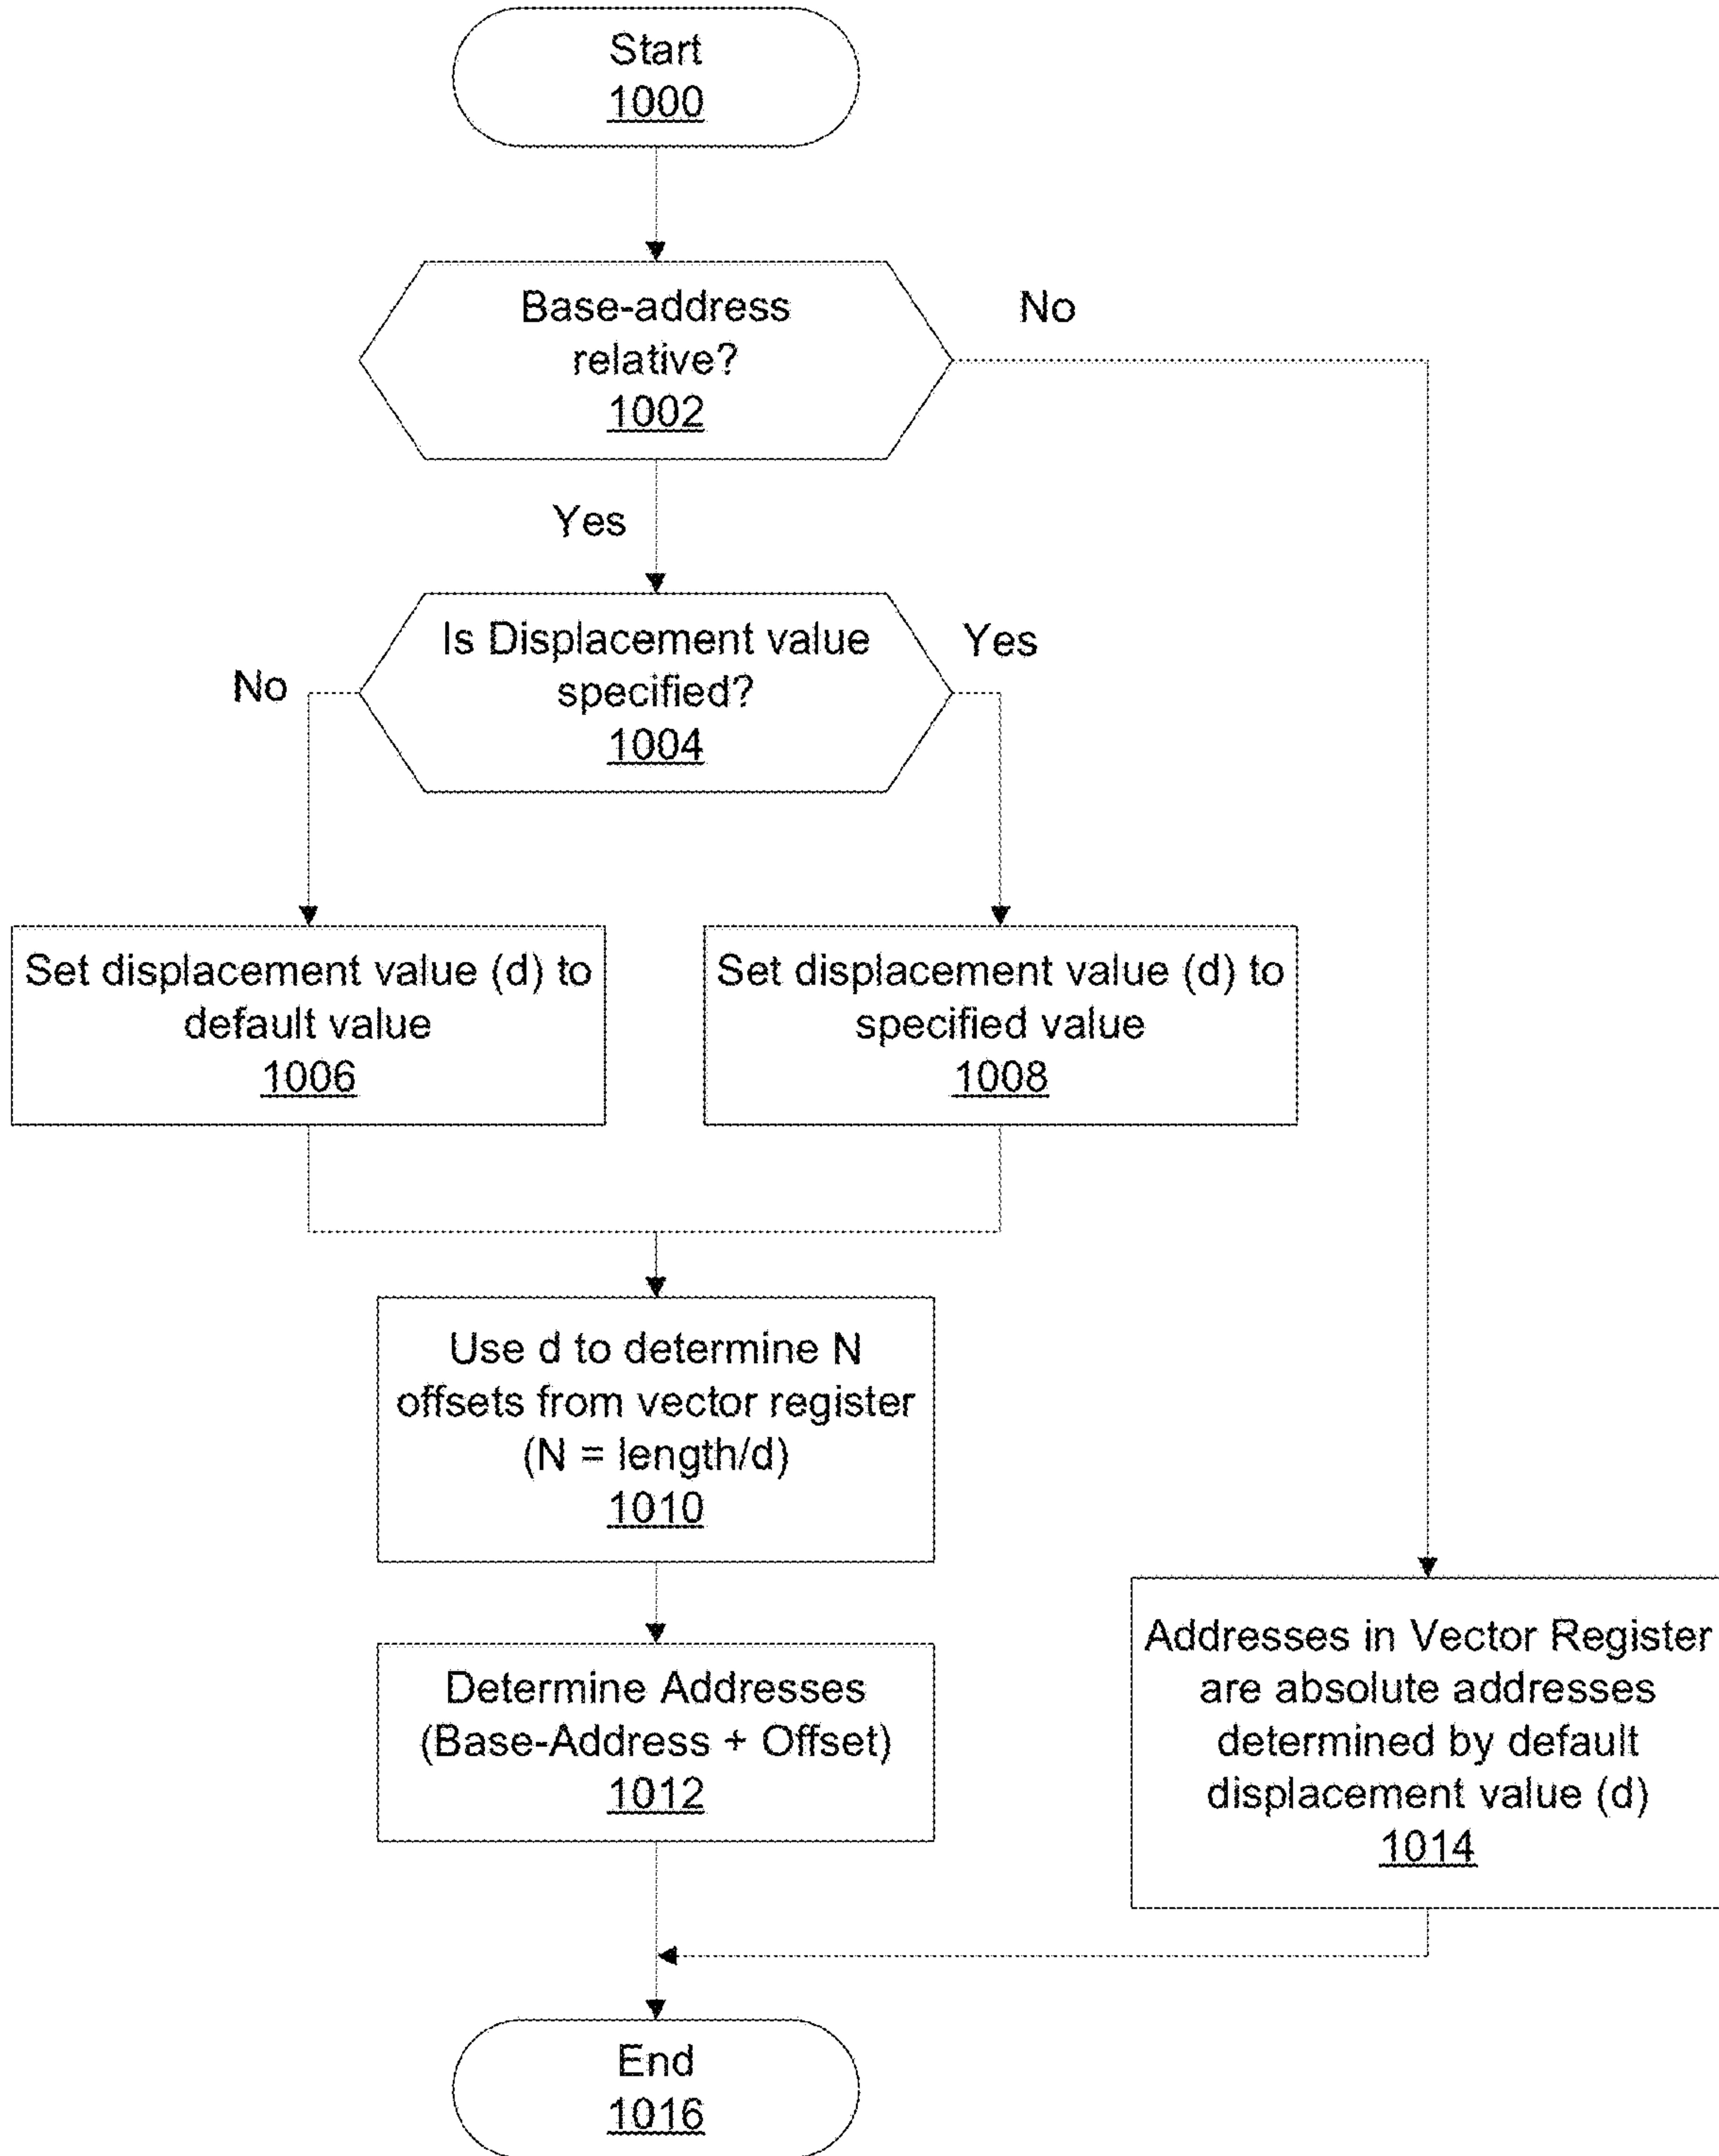 Start
1000
Base-address
relative?
1002
No
Yes
Is Displacement value
specified?
1004
No
Yes
Set displacement value (d) to
default value
1006
Set displacement value (d) to
specified value
1008
Use d to determine N
offsets from vector register
(N = length/d)
1010
Determine Addresses
(Base-Address + Offset)
1012
Addresses in Vector Register
are absolute addresses
determined by default
displacement value (d)
1014
End
1016